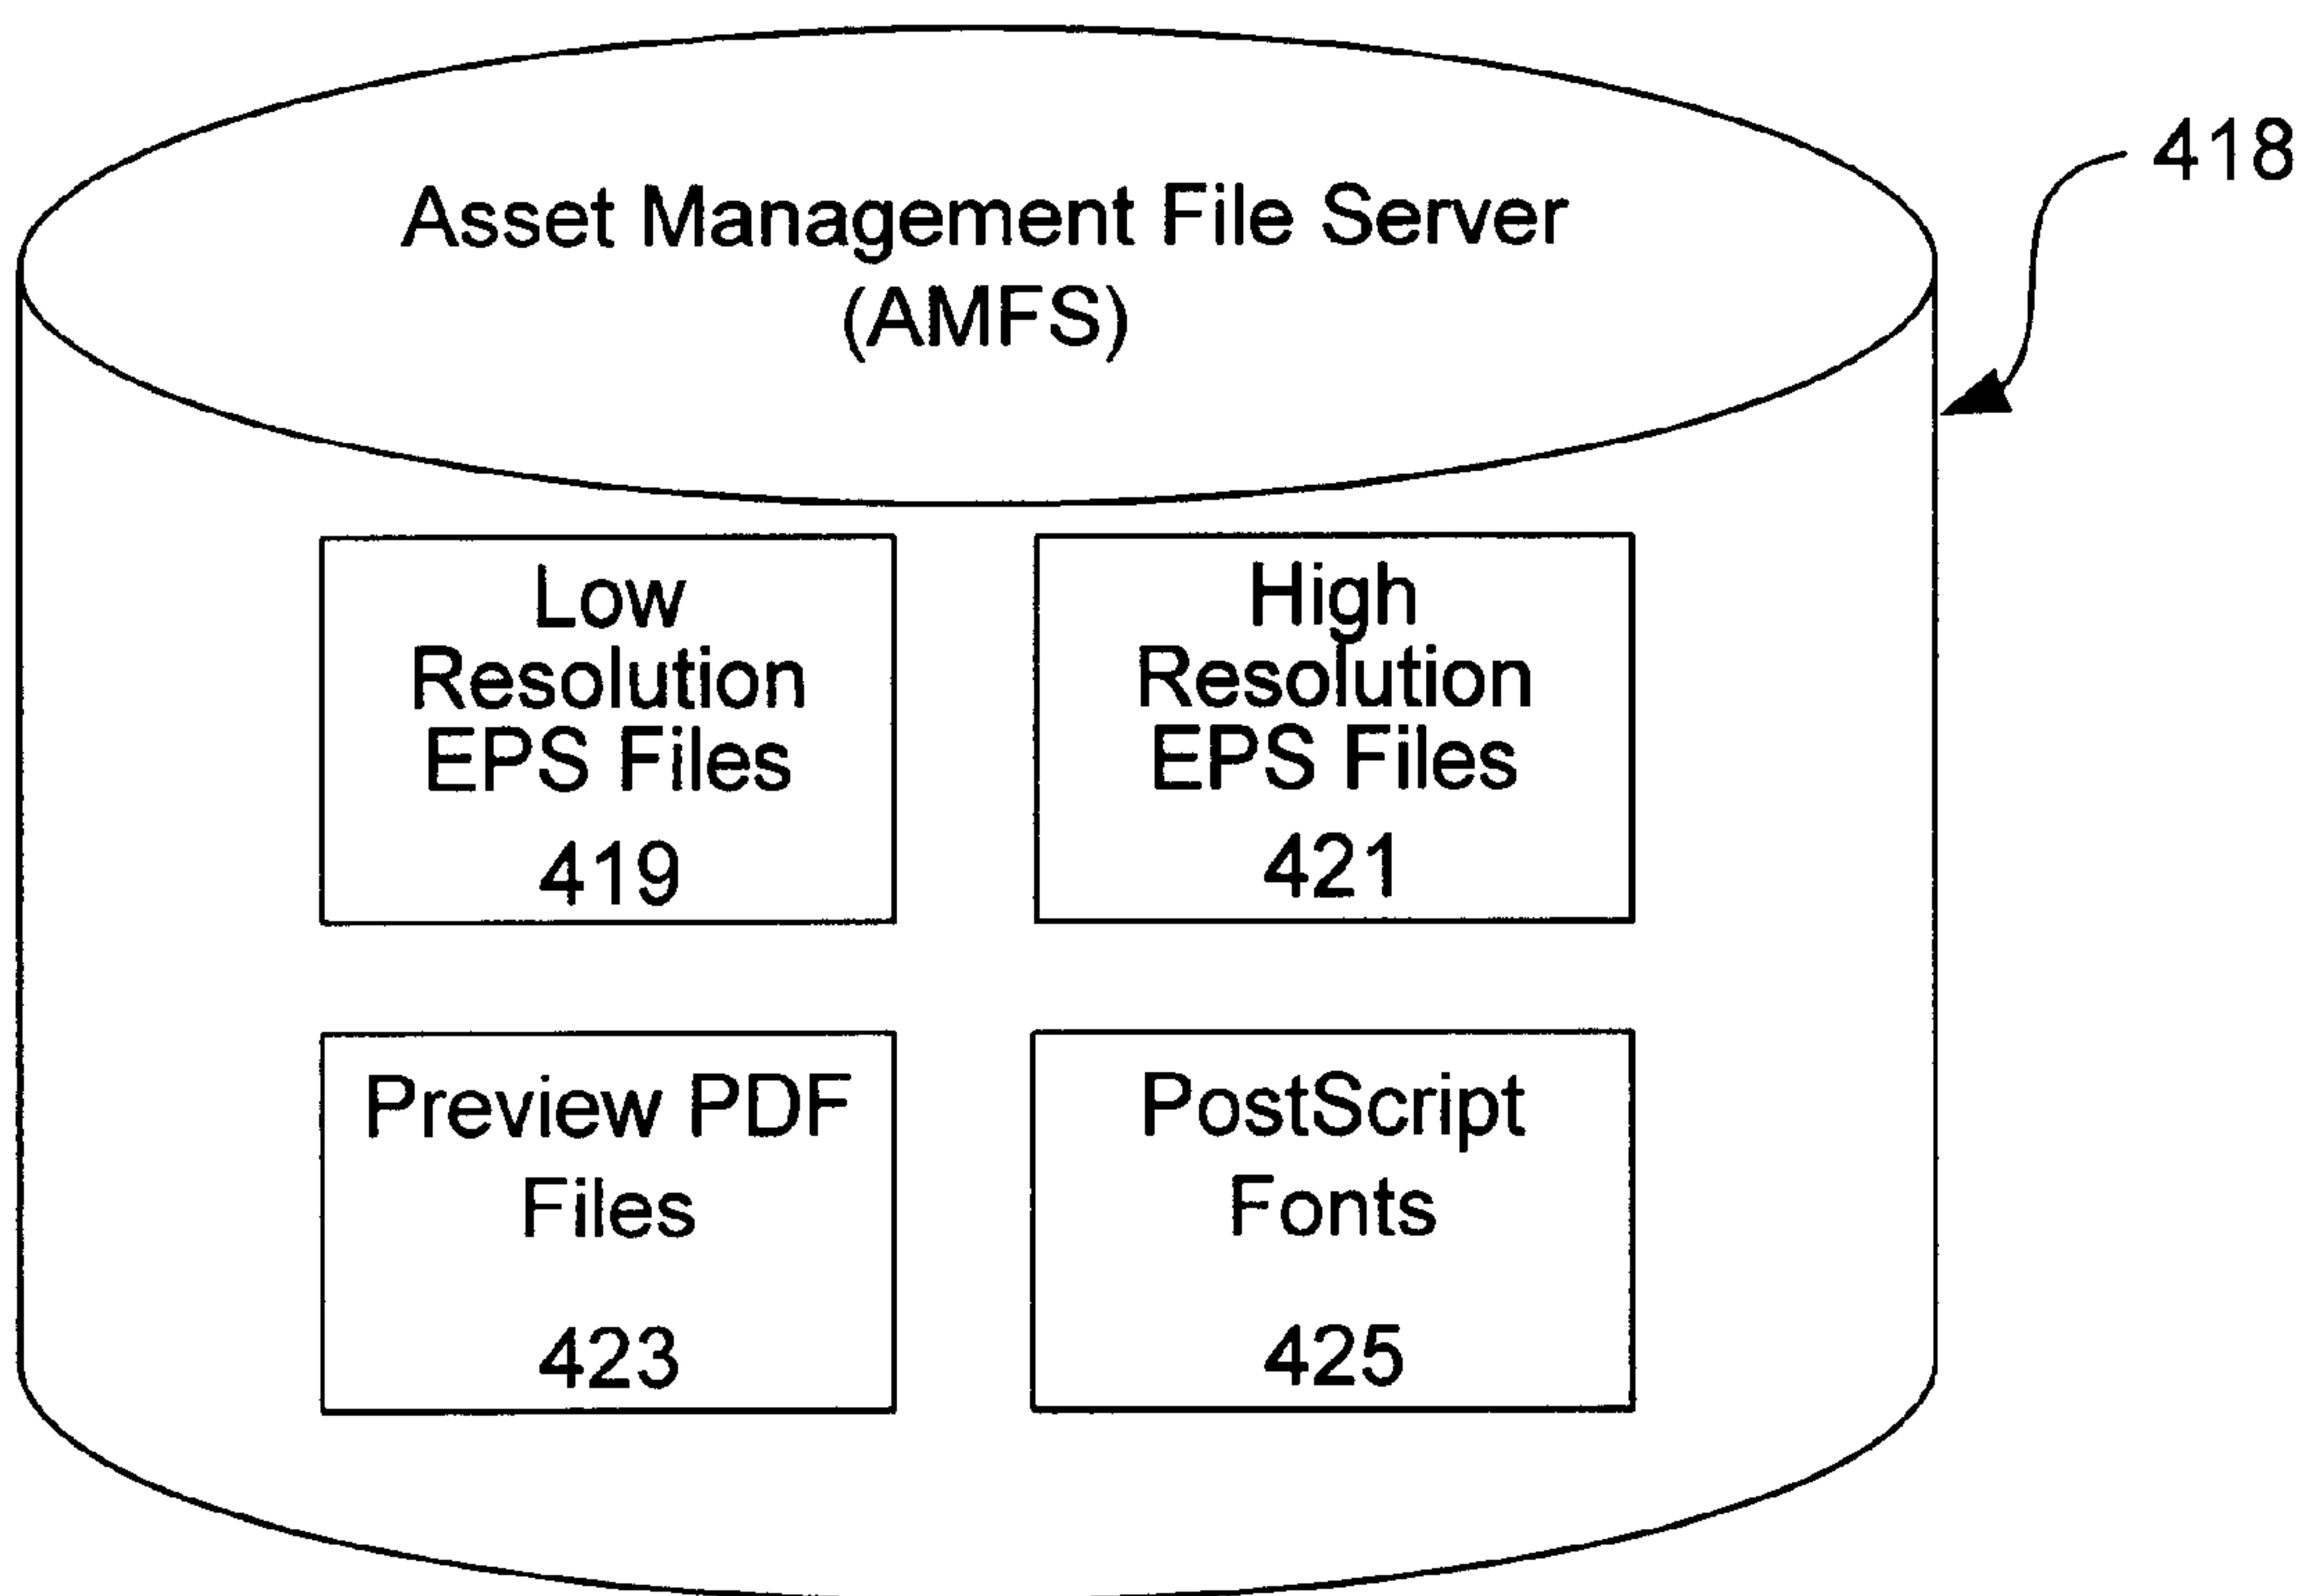 Asset Management File Server
(AMFS)
418
Low
Resolution
EPS Files
419
High
Resolution
EPS Files
421
Preview PDF
Files
423
PostScript
Fonts
425